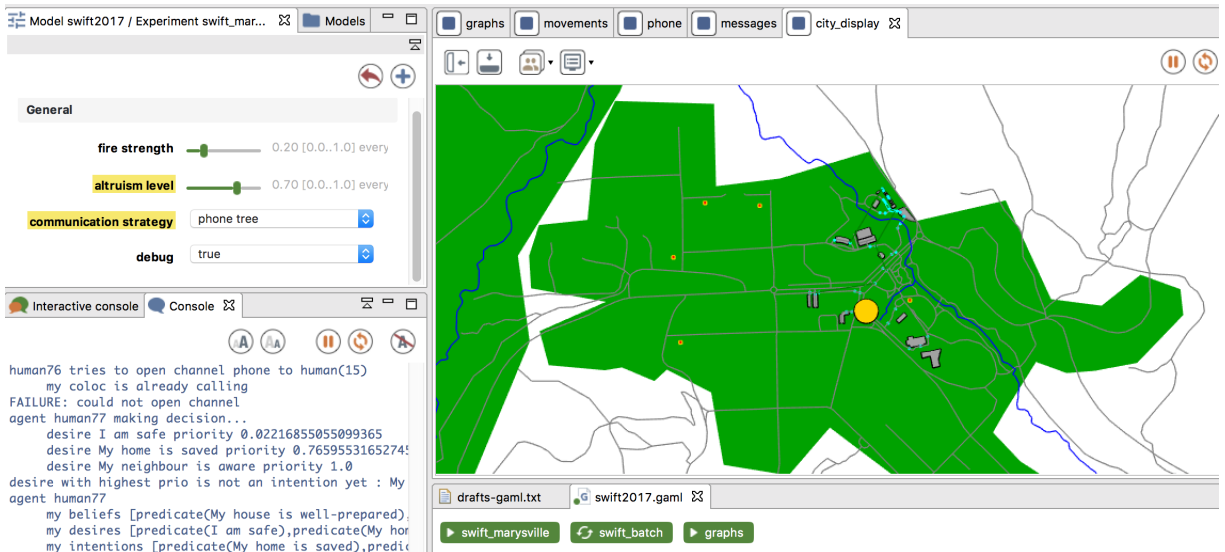 Model swift2017 / Experiment swift_mar...
Models
General
fire strength 0.20 [0.0..1.0] every
altruism level 0.70 [0.0..1.0] every
communication strategy phone tree
debug true
Interactive console
Console
AA
AA
A
human76 tries to open channel phone to human(15)
my coloc is already calling
FAILURE: could not open channel
agent human77 making decision...
desire I am safe priority 0.02216855055099365
desire My home is saved priority 0.76595531652745
desire My neighbour is aware priority 1.0
desire with highest prio is not an intention yet : My
agent human77
my beliefs [predicate(My house is well-prepared),
my desires [predicate(I am safe),predicate(My hom
my intentions [predicate(My home is saved),predic
graphs
movements
phone
messages
city_display
drafts-gaml.txt
G
swift2017.gaml
swift_marysville
swift_batch
graphs